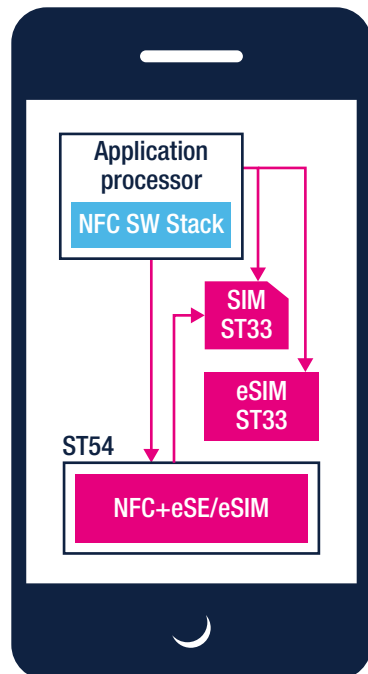 Application
processor
NFC SW Stack
SIM
ST33
eSIM
ST33
ST54
NFC+eSE/eSIM